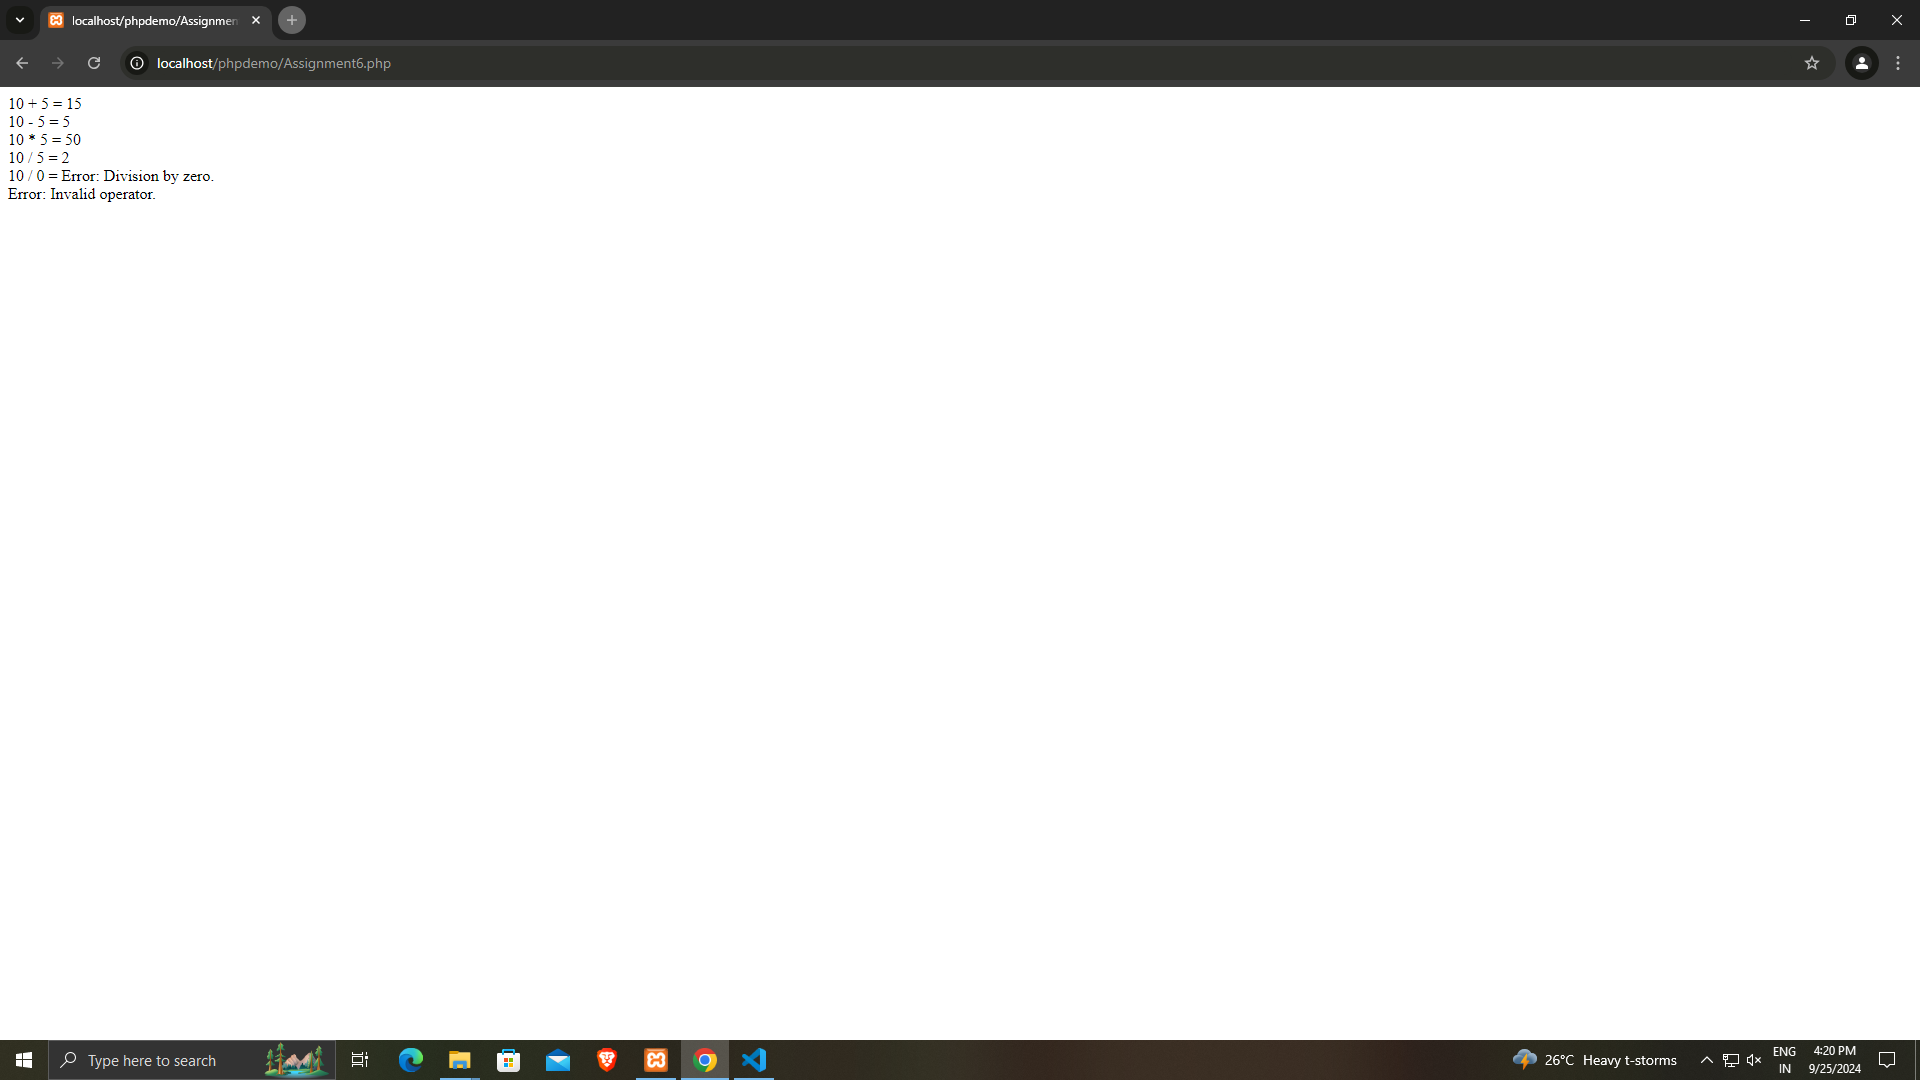 localhost/phpdemo/Assignmen
localhost/phpdemo/Assignment6.php
10 + 5 = 15
10 - 5 = 5
10 * 5 = 50
10 / 5 = 2
10 / 0 = Error: Division by zero.
Error: Invalid operator.
Type here to search
26°C Heavy t-storms
ENG
IN
4:20 PM
9/25/2024